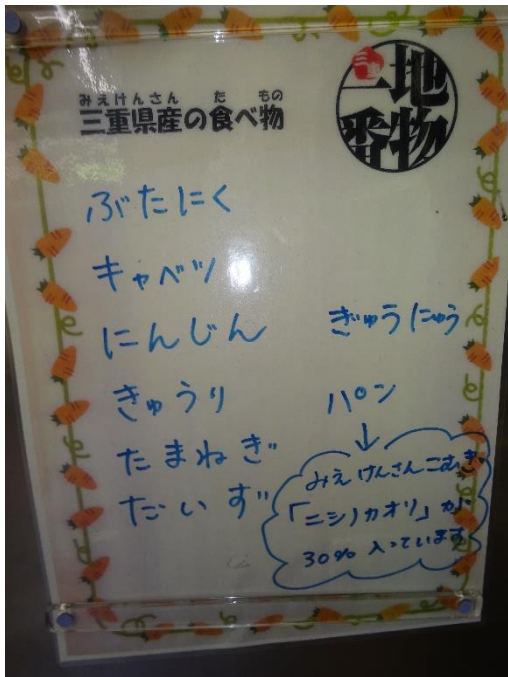 みえけんさん　た　もの
三重県産の食べ物
三重
地物
一番
ぶたにく
キャベツ
にんじん
きゅうり
たまねぎ
だいず
ぎゅうにゅう
パン
↓
みえけんさんこむぎ
「ニシノカオリ」が
30% 入っています